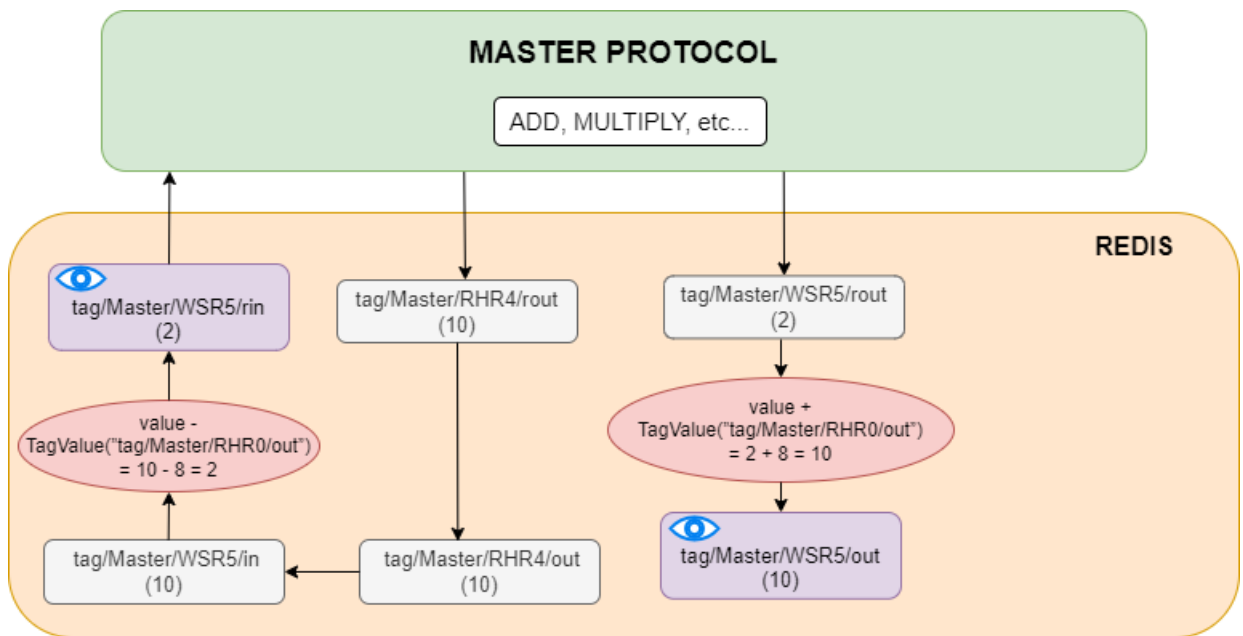 MASTER PROTOCOL
ADD, MULTIPLY, etc...
REDIS
tag/Master/WSR5/rin
(2)
tag/Master/RHR4/rout
(10)
tag/Master/WSR5/rout
(2)
value -
TagValue("tag/Master/RHR0/out")
= 10 - 8 = 2
value +
TagValue("tag/Master/RHR0/out")
= 2 + 8 = 10
tag/Master/WSR5/in
(10)
tag/Master/RHR4/out
(10)
tag/Master/WSR5/out
(10)